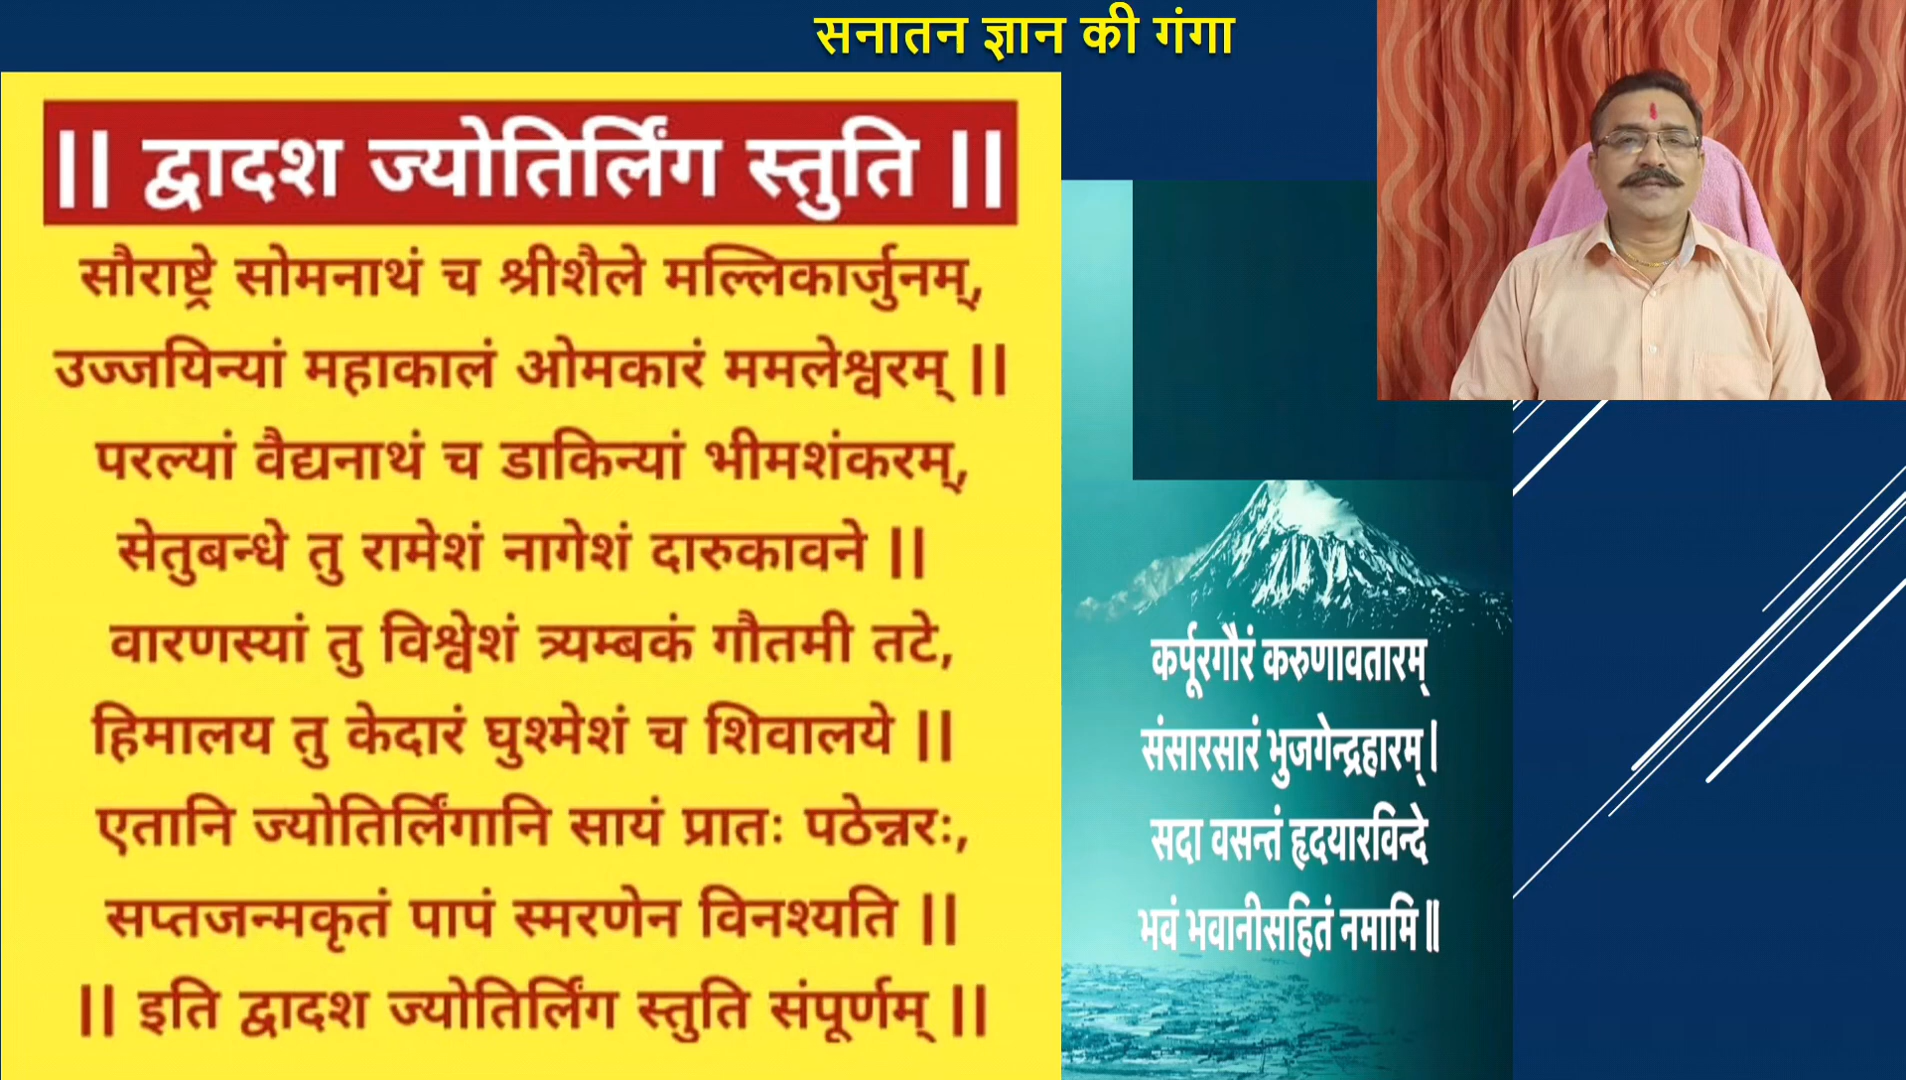 सनातन ज्ञान की गंगा
|| द्वादश ज्योतिर्लिंग स्तुति ||
सौराष्ट्रे सोमनाथं च श्रीशैले मल्लिकार्जुनम्,
उज्जयिन्यां महाकालं ओमकारं ममलेश्वरम् ||
परल्यां वैद्यनाथं च डाकिन्यां भीमशंकरम्,
सेतुबन्धे तु रामेशं नागेशं दारुकावने ||
वारणस्यां तु विश्वेशं त्र्यम्बकं गौतमी तटे,
हिमालय तु केदारं घुश्मेशं च शिवालये ||
एतानि ज्योतिर्लिंगानि सायं प्रातः पठेन्नरः,
सप्तजन्मकृतं पापं स्मरणेन विनश्यति ||
|| इति द्वादश ज्योतिर्लिंग स्तुति संपूर्णम् ||
कर्पूरगौरं करुणावतारम्
संसारसारं भुजगेन्द्रहारम् |
सदा वसन्तं हृदयारविन्दे
भवं भवानीसहितं नमामि ||